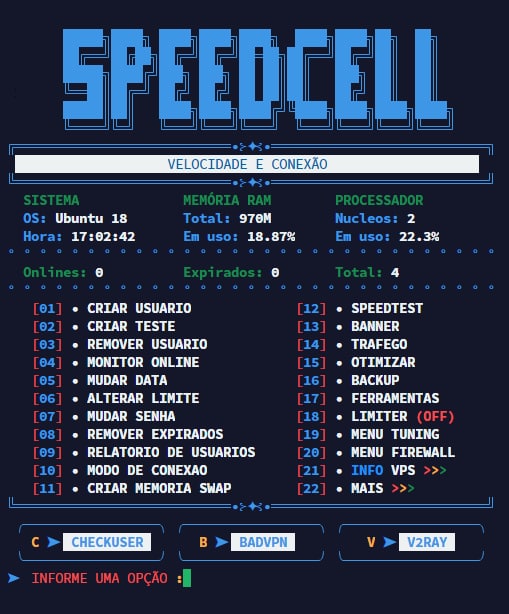 SPEEDCELL
VELOCIDADE E CONEXÃO
SISTEMA MEMÓRIA RAM PROCESSADOR
OS: Ubuntu 18 Total: 970M Nucleos: 2
Hora: 17:02:42 Em uso: 18.87% Em uso: 22.3%
Onlines: 0 Expirados: 0 Total: 4
[01] • CRIAR USUARIO [12] • SPEEDTEST
[02] • CRIAR TESTE [13] • BANNER
[03] • REMOVER USUARIO [14] • TRAFEGO
[04] • MONITOR ONLINE [15] • OTIMIZAR
[05] • MUDAR DATA [16] • BACKUP
[06] • ALTERAR LIMITE [17] • FERRAMENTAS
[07] • MUDAR SENHA [18] • LIMITER (OFF)
[08] • REMOVER EXPIRADOS [19] • MENU TUNING
[09] • RELATORIO DE USUARIOS [20] • MENU FIREWALL
[10] • MODO DE CONEXAO [21] • INFO VPS >>>
[11] • CRIAR MEMORIA SWAP [22] • MAIS >>>
C ➤ CHECKUSER B ➤ BADVPN V ➤ V2RAY
➤ INFORME UMA OPÇÃO :